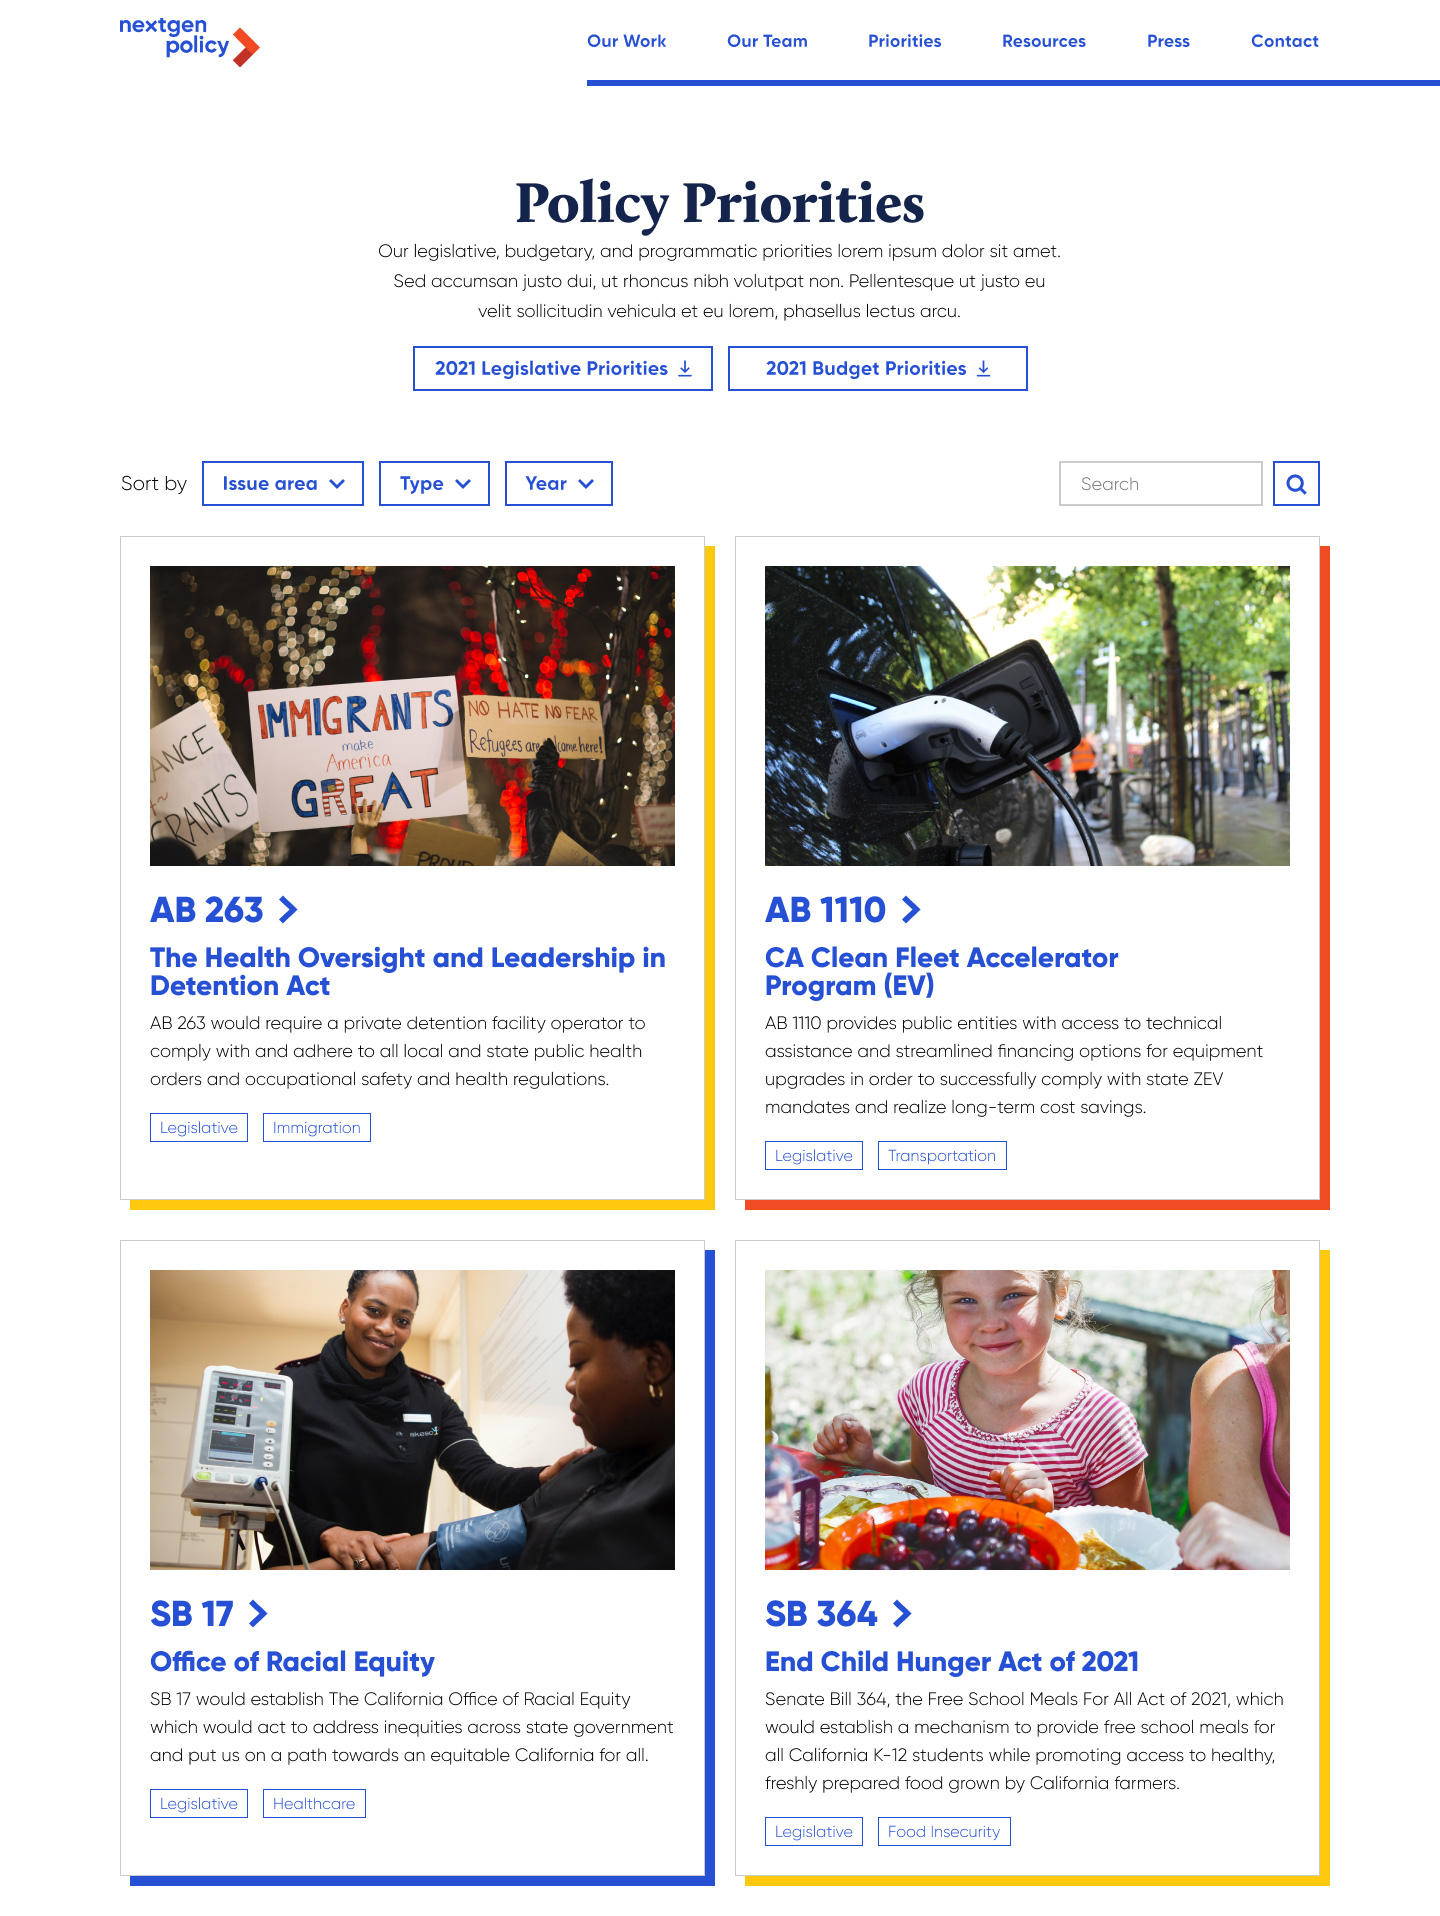 nextgen
policy
Our Work
Our Team
Priorities
Resources
Press
Contact
Policy Priorities
Our legislative, budgetary, and programmatic priorities lorem ipsum dolor sit amet.
Sed accumsan justo dui, ut rhoncus nibh volutpat non. Pellentesque ut justo eu
velit sollicitudin vehicula et eu lorem, phasellus lectus arcu.
2021 Legislative Priorities
2021 Budget Priorities
Sort by
Issue area
Type
Year
Search
IMMIGRANTS
make
America
GREAT
NO HATE NO FEAR
Refugees are
come here!
ANCE
GRANTS
PROUD
AB 263
The Health Oversight and Leadership in
Detention Act
AB 263 would require a private detention facility operator to
comply with and adhere to all local and state public health
orders and occupational safety and health regulations.
Legislative
Immigration
AB 1110
CA Clean Fleet Accelerator
Program (EV)
AB 1110 provides public entities with access to technical
assistance and streamlined financing options for equipment
upgrades in order to successfully comply with state ZEV
mandates and realize long-term cost savings.
Legislative
Transportation
SB 17
Office of Racial Equity
SB 17 would establish The California Office of Racial Equity
which would act to address inequities across state government
and put us on a path towards an equitable California for all.
Legislative
Healthcare
SB 364
End Child Hunger Act of 2021
Senate Bill 364, the Free School Meals For All Act of 2021, which
would establish a mechanism to provide free school meals for
all California K-12 students while promoting access to healthy,
freshly prepared food grown by California farmers.
Legislative
Food Insecurity